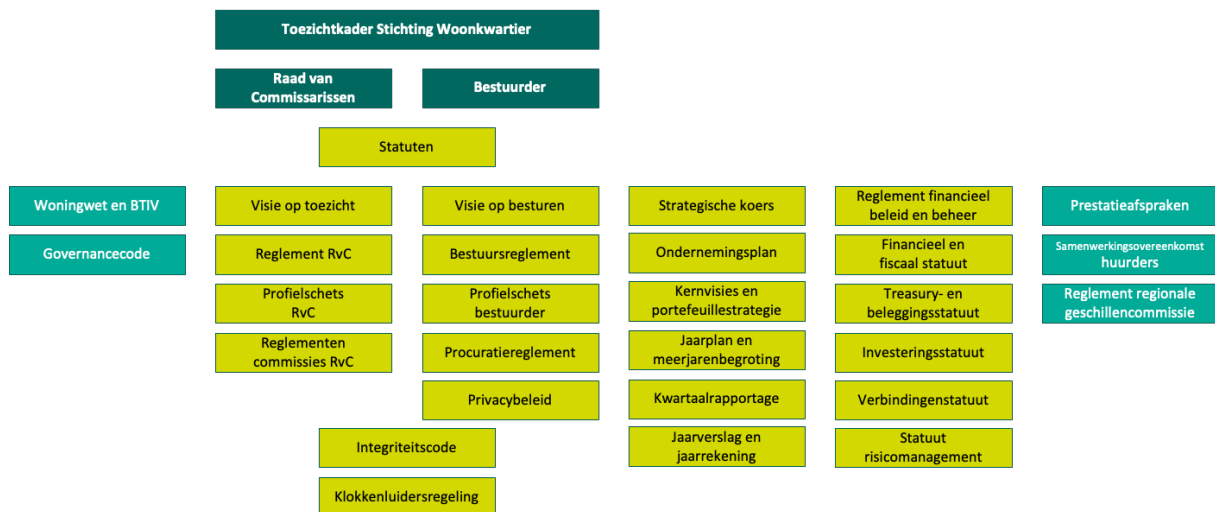 Toezichtkader Stichting Woonkwartier
Raad van
Commissarissen
Bestuurder
Statuten
Woningwet en BTIV
Governancecode
Visie op toezicht
Reglement RvC
Profielschets
RvC
Reglementen
commissies RvC
Visie op besturen
Bestuursreglement
Profielschets
bestuurder
Procuratiereglement
Privacybeleid
Integriteitscode
Klokkenluidersregeling
Strategische koers
Ondernemingsplan
Kernvisies en
portefeuillestrategie
Jaarplan en
meerjarenbegroting
Kwartaalrapportage
Jaarverslag en
jaarrekening
Reglement financieel
beleid en beheer
Financieel en
fiscaal statuut
Treasury- en
beleggingsstatuut
Investeringsstatuut
Verbindingenstatuut
Statuut
risicomanagement
Prestatieafspraken
Samenwerkingsovereenkomst
huurders
Reglement regionale
geschillencommissie